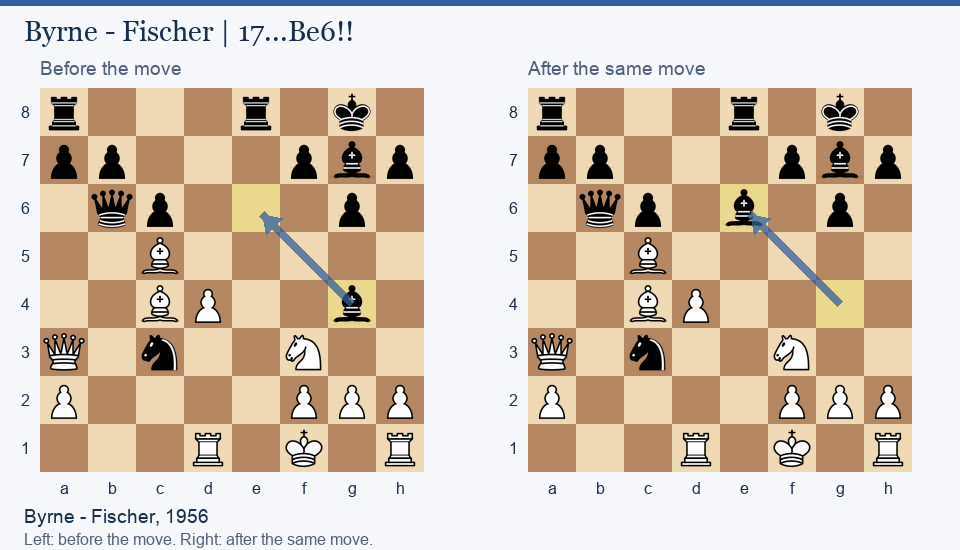 Byrne - Fischer | 17...Be6!!
Before the move
After the same move
8
7
6
5
4
3
2
1
a b c d e f g h
8
7
6
5
4
3
2
1
a b c d e f g h
Byrne - Fischer, 1956
Left: before the move. Right: after the same move.